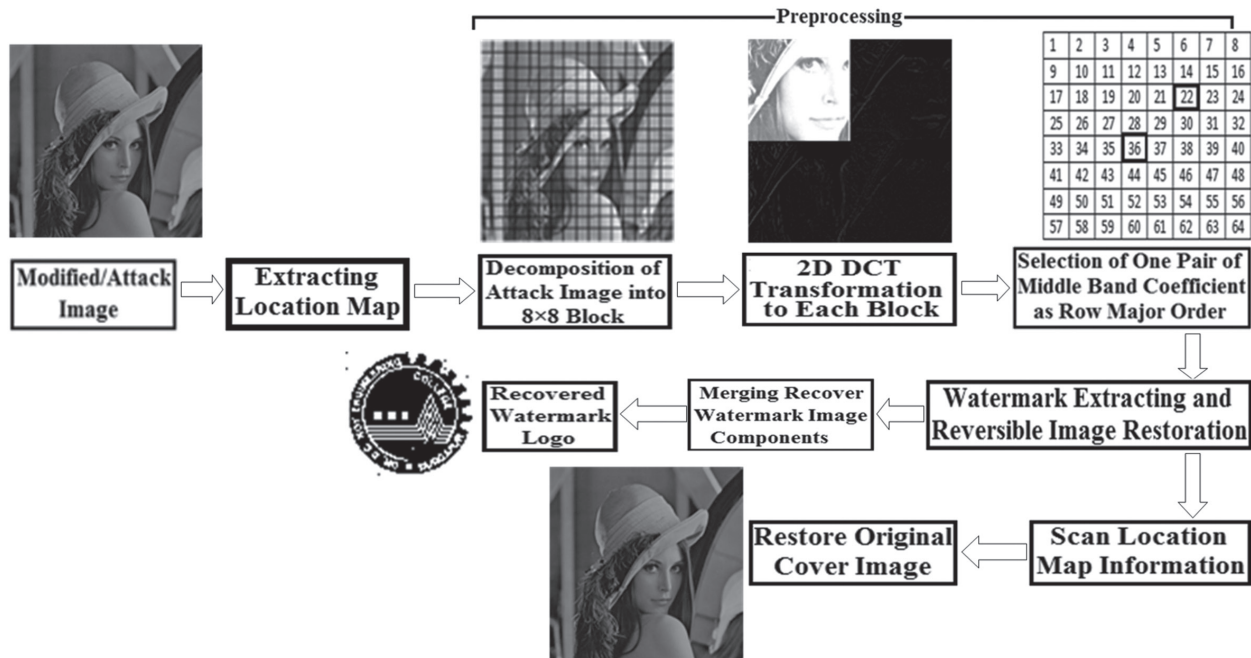 Preprocessing
1 2 3 4 5 6 7 8
9 10 11 12 13 14 15 16
17 18 19 20 21 22 23 24
25 26 27 28 29 30 31 32
33 34 35 36 37 38 39 40
41 42 43 44 45 46 47 48
49 50 51 52 53 54 55 56
57 58 59 60 61 62 63 64
Modified/Attack
Image
Extracting
Location Map
Decomposition of
Attack Image into
8×8 Block
2D DCT
Transformation
to Each Block
Selection of One Pair of
Middle Band Coefficient
as Row Major Order
Watermark Extracting and
Reversible Image Restoration
Merging Recover
Watermark Image
Components
Recovered
Watermark
Logo
ENGINEERING COLLEGE
Scan Location
Map Information
Restore Original
Cover Image